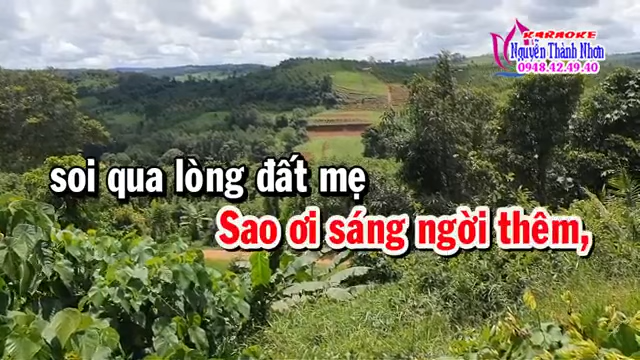 KARAOKE
Nguyễn Thành Nhơn
0948.42.49.40
soi qua lòng đất mẹ
Sao ơi sáng ngời thêm,